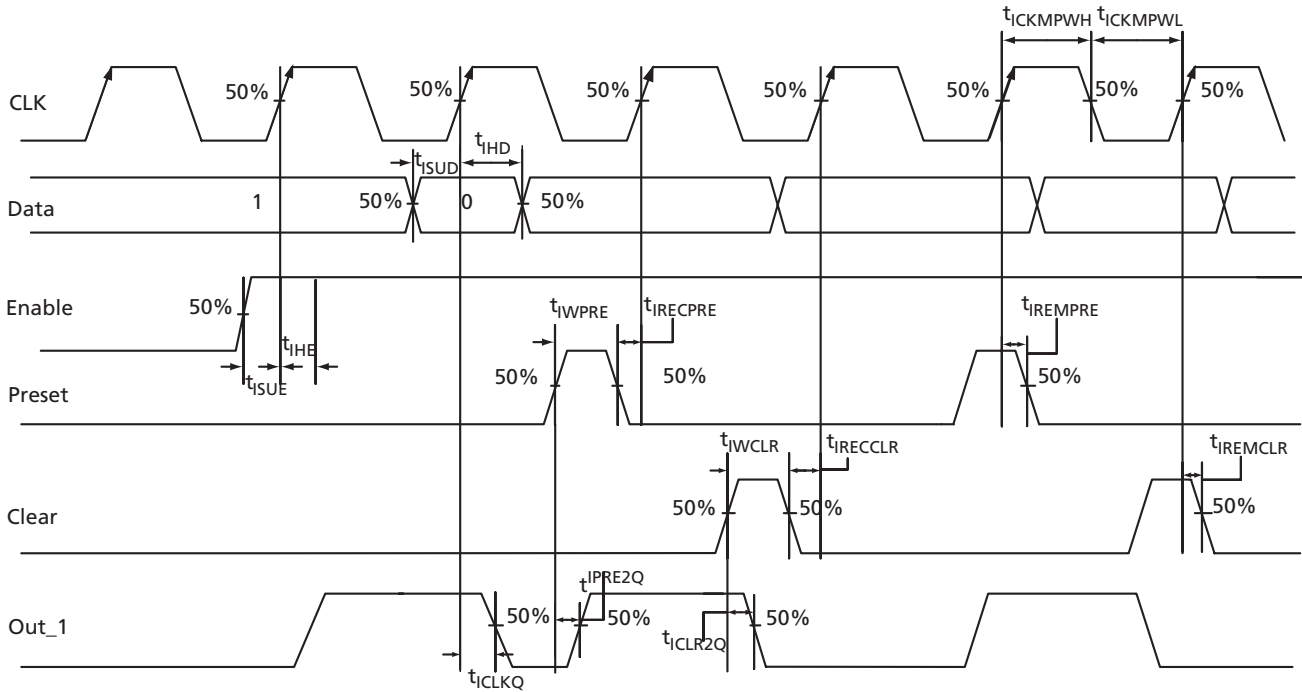 tICKMPWH tICKMPWL
CLK 50% 50% 50% 50% 50% 50% 50%
tISUD tIHD
Data 1 50% 0 50%
Enable 50%
tISUE tIHE
tIWPRE tIRECPRE tIREMPRE
Preset 50% 50% 50%
tIWCLR tIRECCLR tIREMCLR
Clear 50% 50% 50%
tIPRE2Q
Out_1 50% 50% 50%
tICLR2Q
tICLKQ